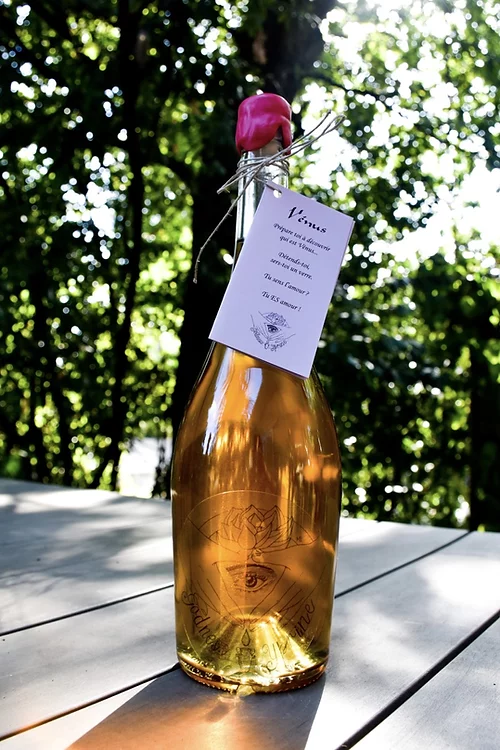 Vénus
Prépare toi à découvrir
qui est Vénus...
Détends-toi,
sers-toi un verre.
Tu sens l'amour ?
Tu ES amour !